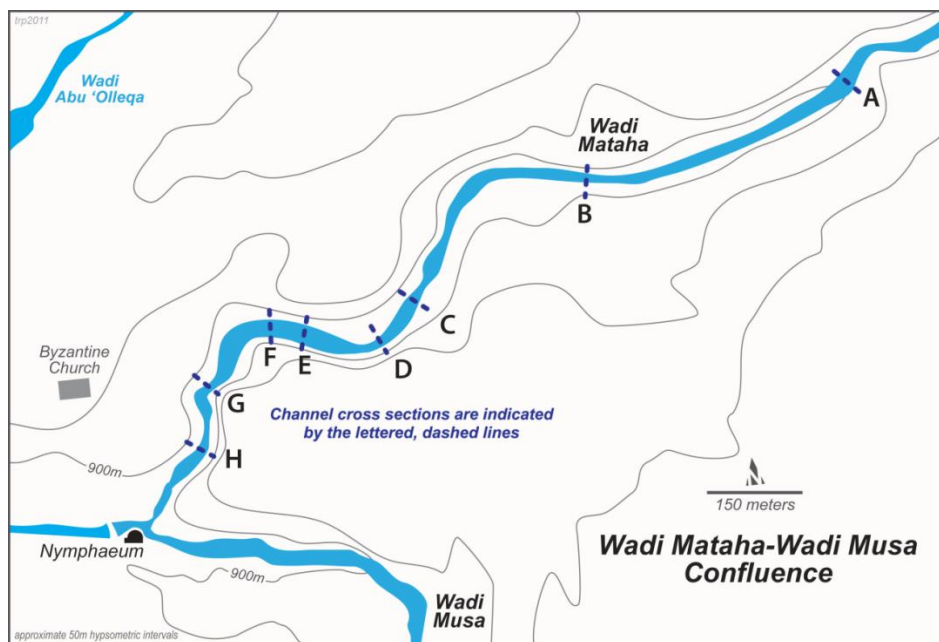 trp2011
Wadi
Abu ‘Olleqa
A
Wadi
Mataha
B
C
D
E
F
Byzantine
Church
G
Channel cross sections are indicated
by the lettered, dashed lines
H
900m
N
150 meters
Nymphaeum
Wadi Mataha-Wadi Musa
Confluence
900m
Wadi
Musa
approximate 50m hypsometric intervals